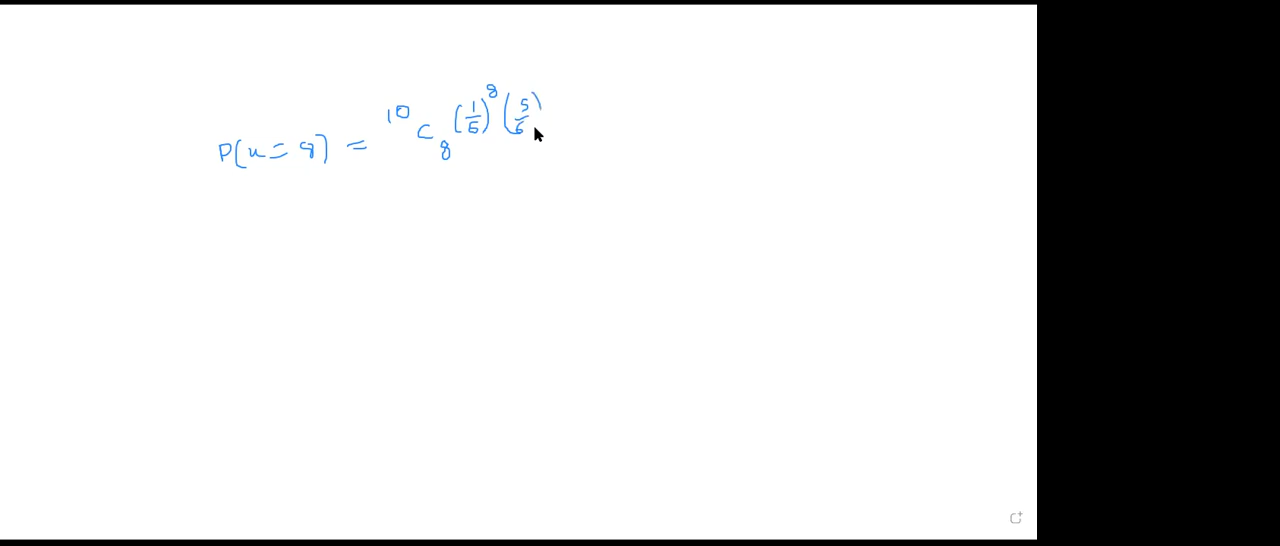 P(x = 8) = ¹⁰C₈ (1/6)⁸ (5/6)